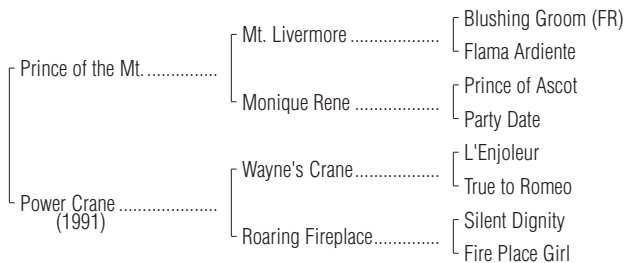 Blushing Groom (FR)
Mt. Livermore ...................
Flama Ardiente
Prince of the Mt. ...............
Prince of Ascot
Monique Rene ..................
Party Date
L'Enjoleur
Wayne's Crane..................
True to Romeo
Power Crane .....................
(1991)
Silent Dignity
Roaring Fireplace..............
Fire Place Girl